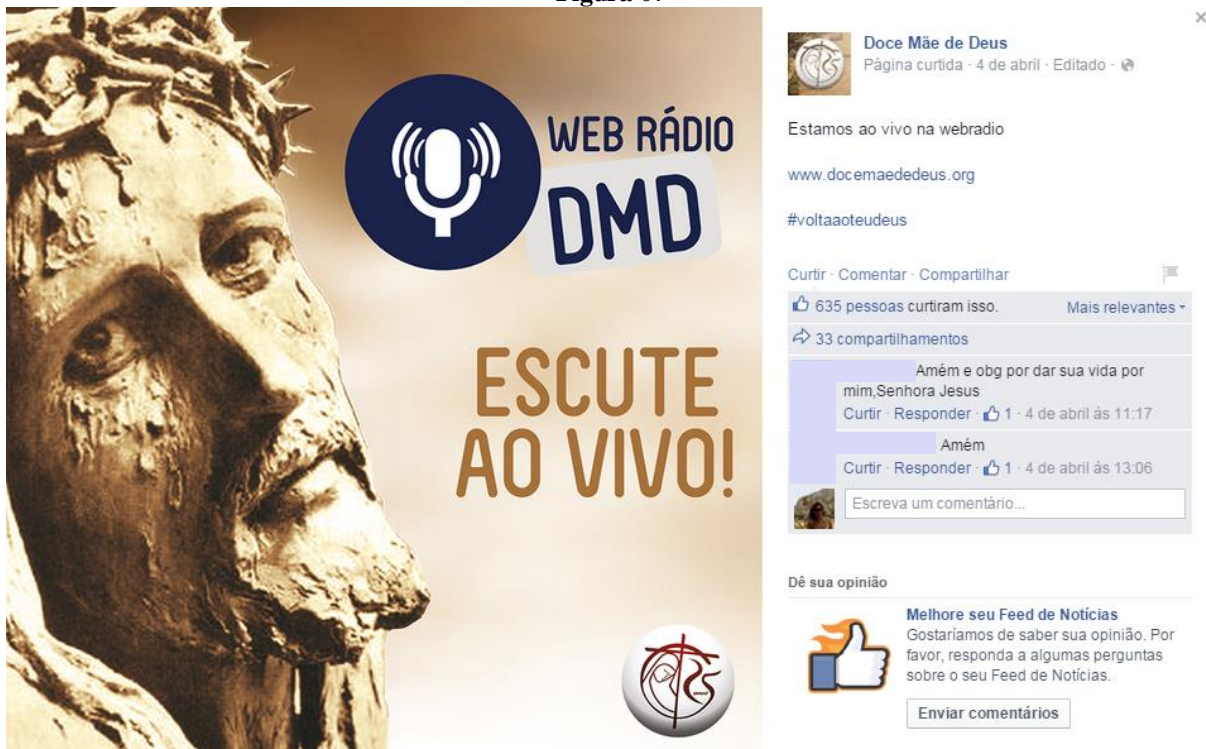 WEB RÁDIO
DMD
ESCUTE
AO VIVO!
Doce Mãe de Deus
Página curtida · 4 de abril · Editado ·
Estamos ao vivo na webradio
www.docemaededeus.org
#voltaaoteudeus
Curtir · Comentar · Compartilhar
635 pessoas curtiram isso. Mais relevantes
33 compartilhamentos
Amém e obg por dar sua vida por
mim,Senhora Jesus
Curtir · Responder · 1 · 4 de abril às 11:17
Amém
Curtir · Responder · 1 · 4 de abril às 13:06
Escreva um comentário...
Dê sua opinião
Melhore seu Feed de Notícias
Gostaríamos de saber sua opinião. Por
favor, responda a algumas perguntas
sobre o seu Feed de Notícias.
Enviar comentários